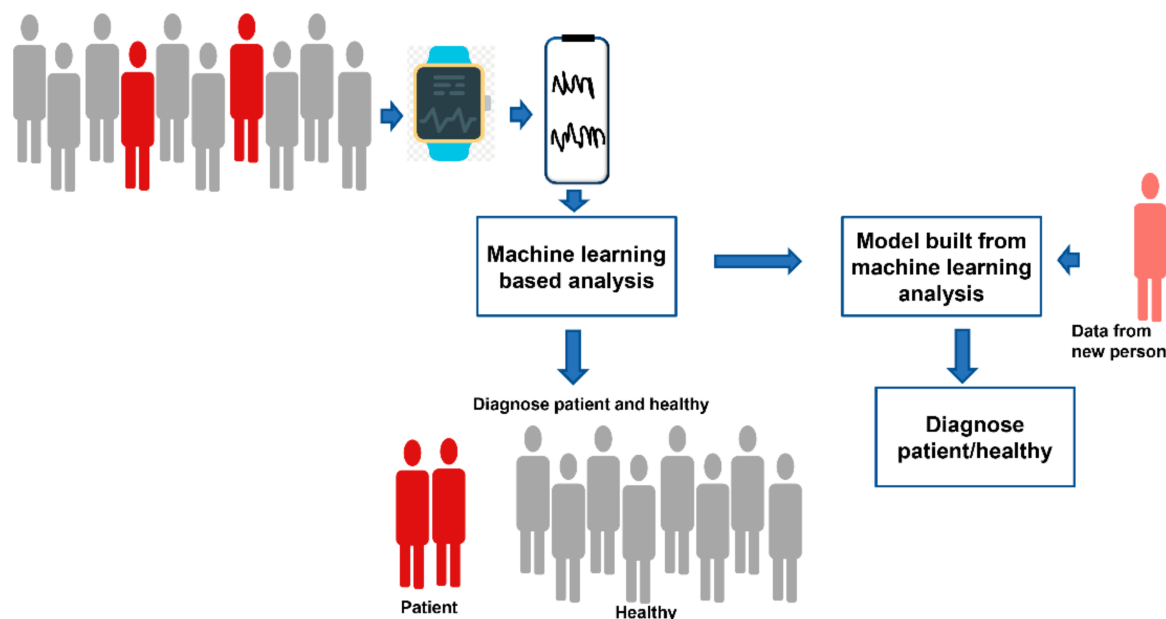 Machine learning
based analysis
Model built from
machine learning
analysis
Data from
new person
Diagnose patient and healthy
Diagnose
patient/healthy
Patient
Healthy